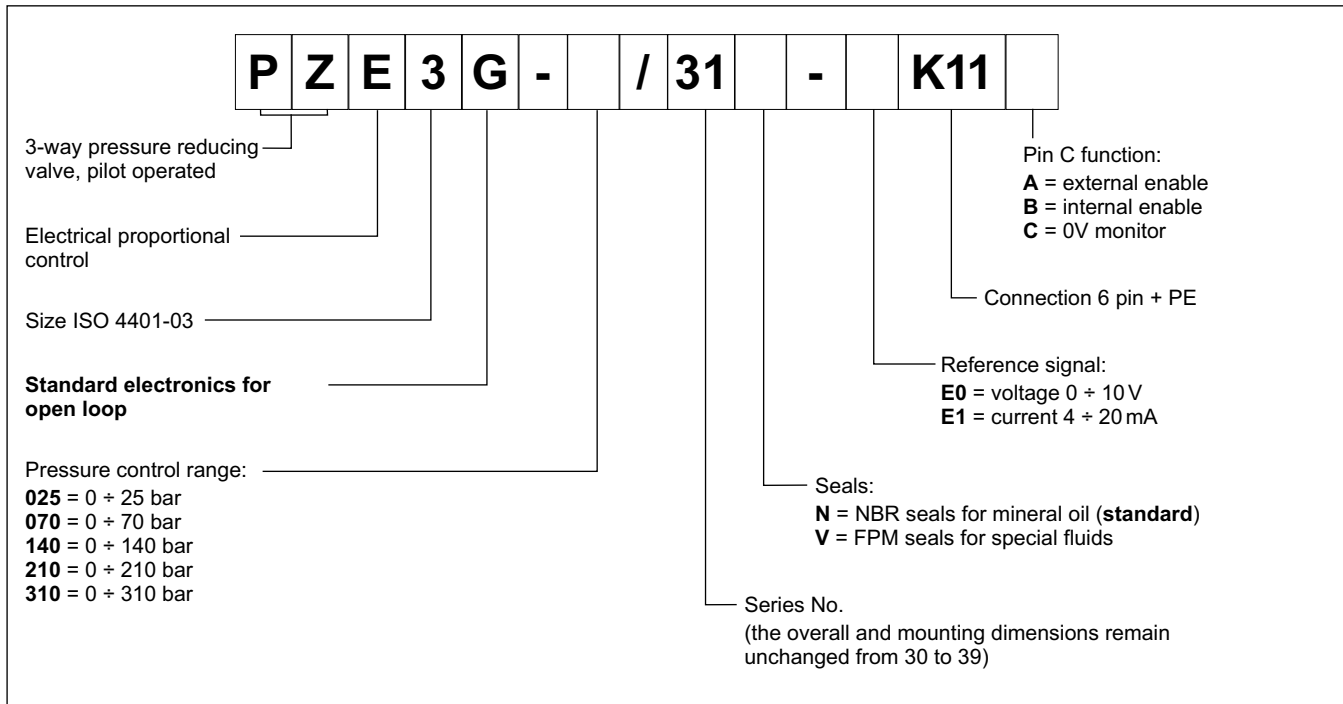 P Z E 3 G - / 31 - K11
3-way pressure reducing
valve, pilot operated
Electrical proportional
control
Size ISO 4401-03
Standard electronics for
open loop
Pressure control range:
025 = 0 ÷ 25 bar
070 = 0 ÷ 70 bar
140 = 0 ÷ 140 bar
210 = 0 ÷ 210 bar
310 = 0 ÷ 310 bar
Pin C function:
A = external enable
B = internal enable
C = 0V monitor
Connection 6 pin + PE
Reference signal:
E0 = voltage 0 ÷ 10 V
E1 = current 4 ÷ 20 mA
Seals:
N = NBR seals for mineral oil (standard)
V = FPM seals for special fluids
Series No.
(the overall and mounting dimensions remain
unchanged from 30 to 39)